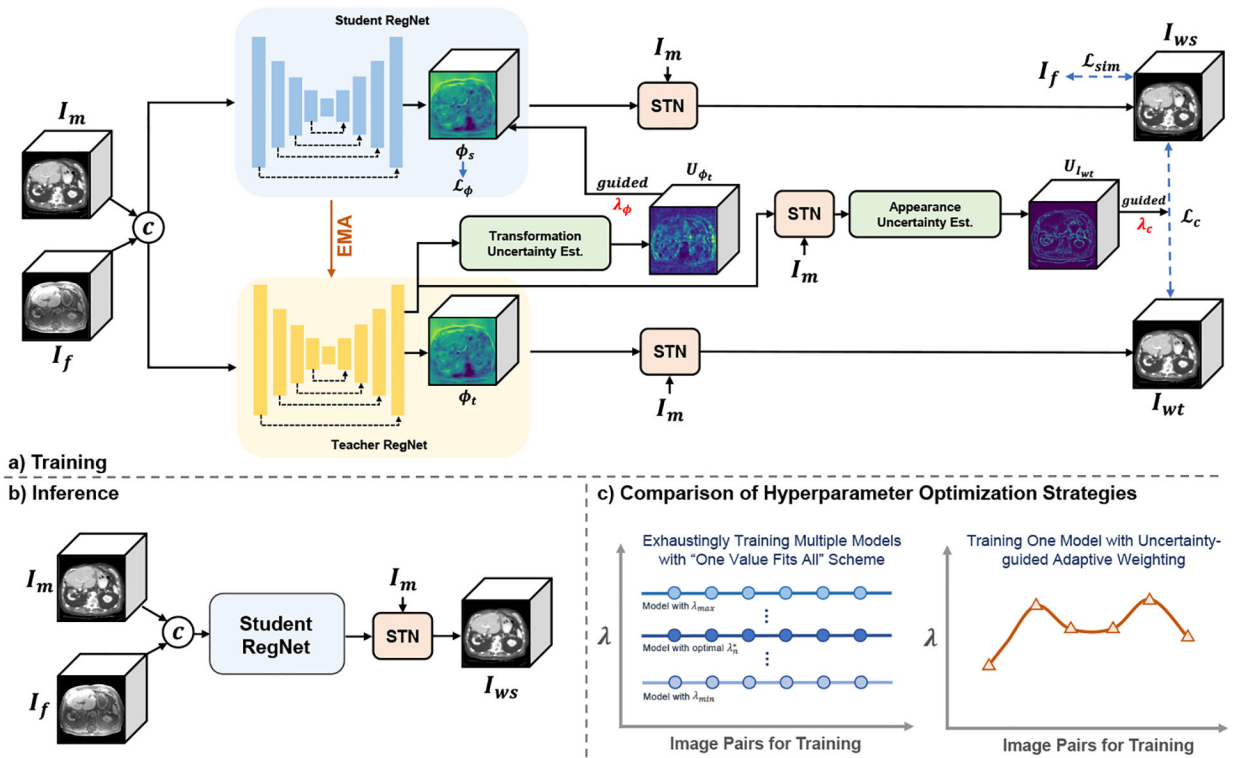 Student RegNet
I_m
I_f
C
ϕ_s
ℒ_ϕ
EMA
I_m
STN
I_f
ℒ_sim
I_ws
guided
λ_ϕ
U_ϕt
Transformation
Uncertainty Est.
STN
I_m
Appearance
Uncertainty Est.
U_Iwt
guided
λ_c
ℒ_c
ϕ_t
Teacher RegNet
STN
I_m
I_wt
a) Training
b) Inference
I_m
I_f
C
Student
RegNet
I_m
STN
I_ws
c) Comparison of Hyperparameter Optimization Strategies
Exhaustingly Training Multiple Models
with “One Value Fits All” Scheme
λ
Model with λ_max
⋮
Model with optimal λ*_n
⋮
Model with λ_min
Image Pairs for Training
Training One Model with Uncertainty-
guided Adaptive Weighting
λ
Image Pairs for Training